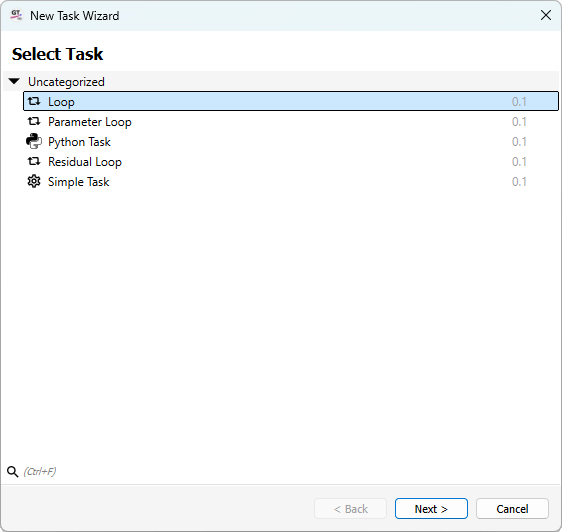 GT New Task Wizard
Select Task
Uncategorized
Loop 0.1
Parameter Loop 0.1
Python Task 0.1
Residual Loop 0.1
Simple Task 0.1
(Ctrl+F)
< Back Next > Cancel